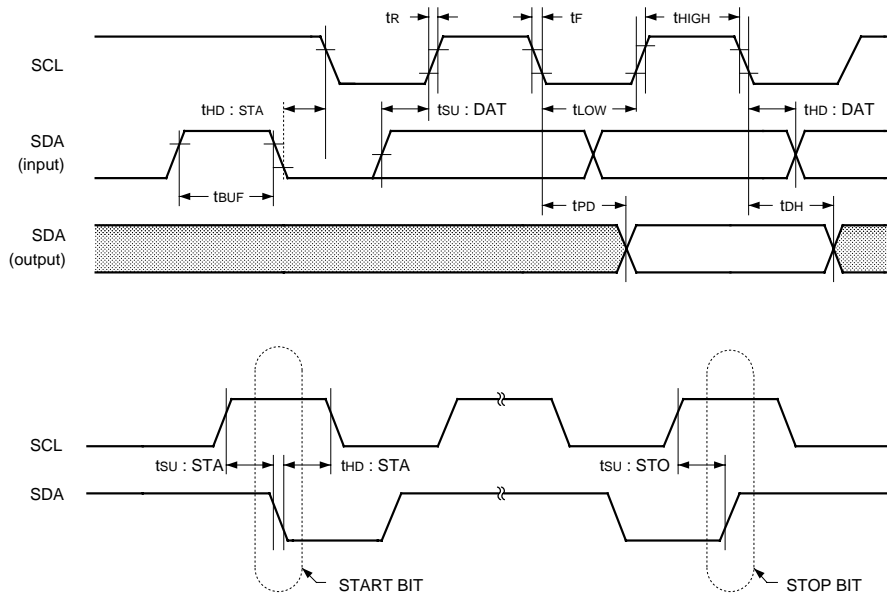 tR
tF
tHIGH
SCL
tHD : STA
tSU : DAT
tLOW
tHD : DAT
SDA
(input)
tBUF
tPD
tDH
SDA
(output)
SCL
tSU : STA
tHD : STA
tSU : STO
SDA
START BIT
STOP BIT